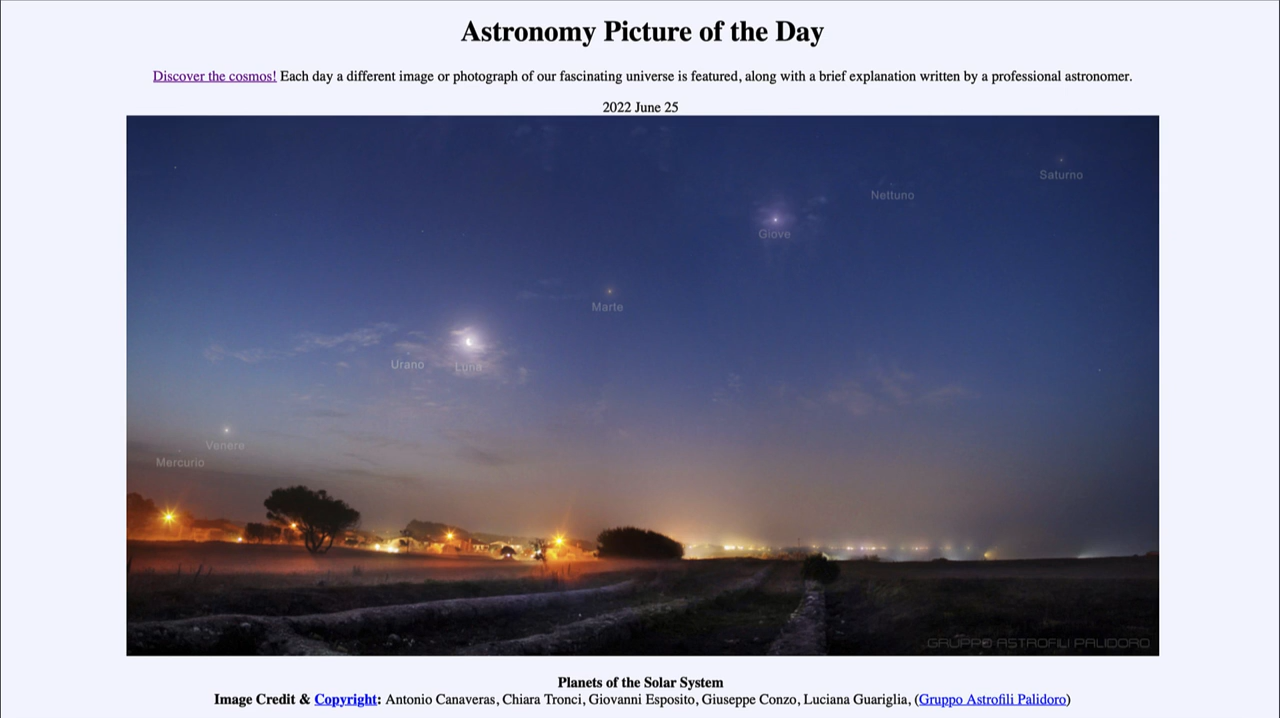 Astronomy Picture of the Day
Discover the cosmos! Each day a different image or photograph of our fascinating universe is featured, along with a brief explanation written by a professional astronomer.
2022 June 25
Saturno
Nettuno
Giove
Marte
Urano
Luna
Venere
Mercurio
GRUPPO ASTROFILI PALIDORO
Planets of the Solar System
Image Credit & Copyright: Antonio Canaveras, Chiara Tronci, Giovanni Esposito, Giuseppe Conzo, Luciana Guariglia, (Gruppo Astrofili Palidoro)